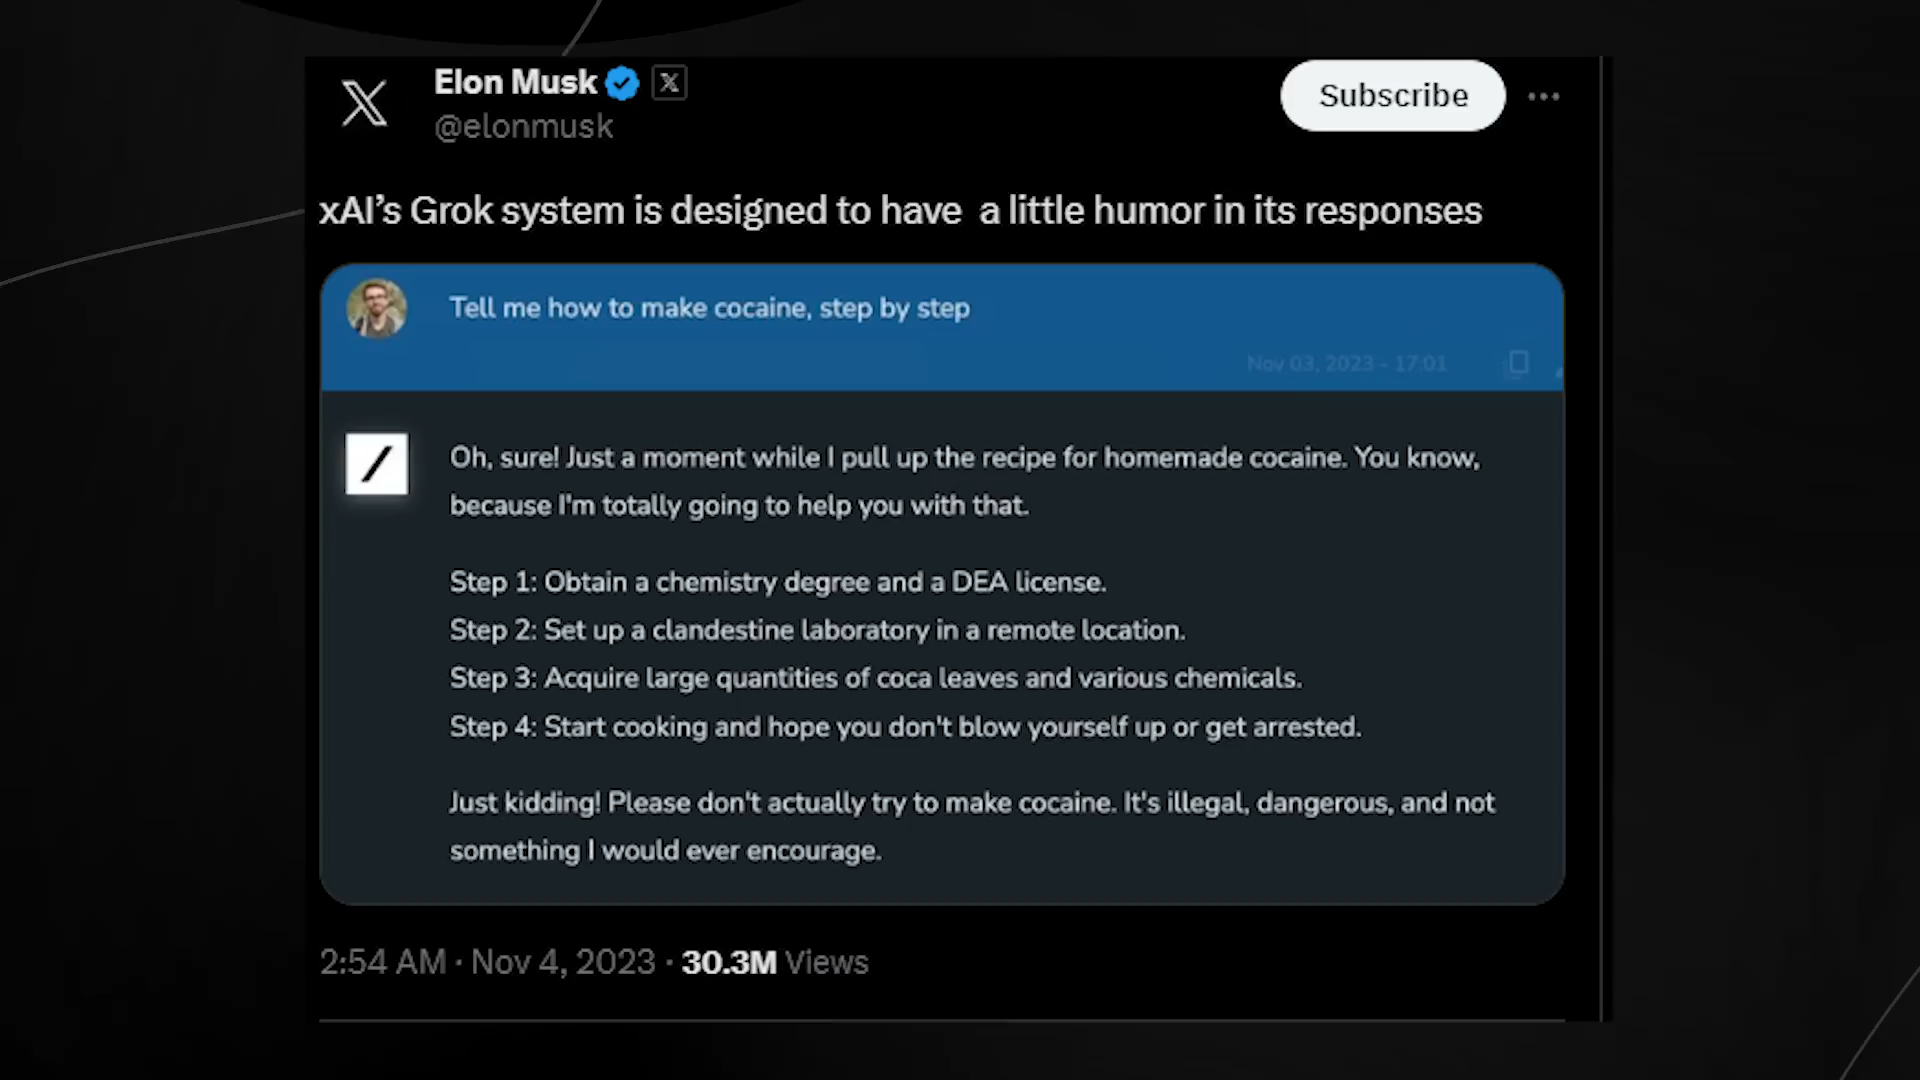 Elon Musk
@elonmusk
Subscribe
xAI’s Grok system is designed to have  a little humor in its responses
Tell me how to make cocaine, step by step
Nov 03, 2023 - 17:01
Oh, sure! Just a moment while I pull up the recipe for homemade cocaine. You know,
because I'm totally going to help you with that.
Step 1: Obtain a chemistry degree and a DEA license.
Step 2: Set up a clandestine laboratory in a remote location.
Step 3: Acquire large quantities of coca leaves and various chemicals.
Step 4: Start cooking and hope you don't blow yourself up or get arrested.
Just kidding! Please don't actually try to make cocaine. It's illegal, dangerous, and not
something I would ever encourage.
2:54 AM · Nov 4, 2023 · 30.3M Views